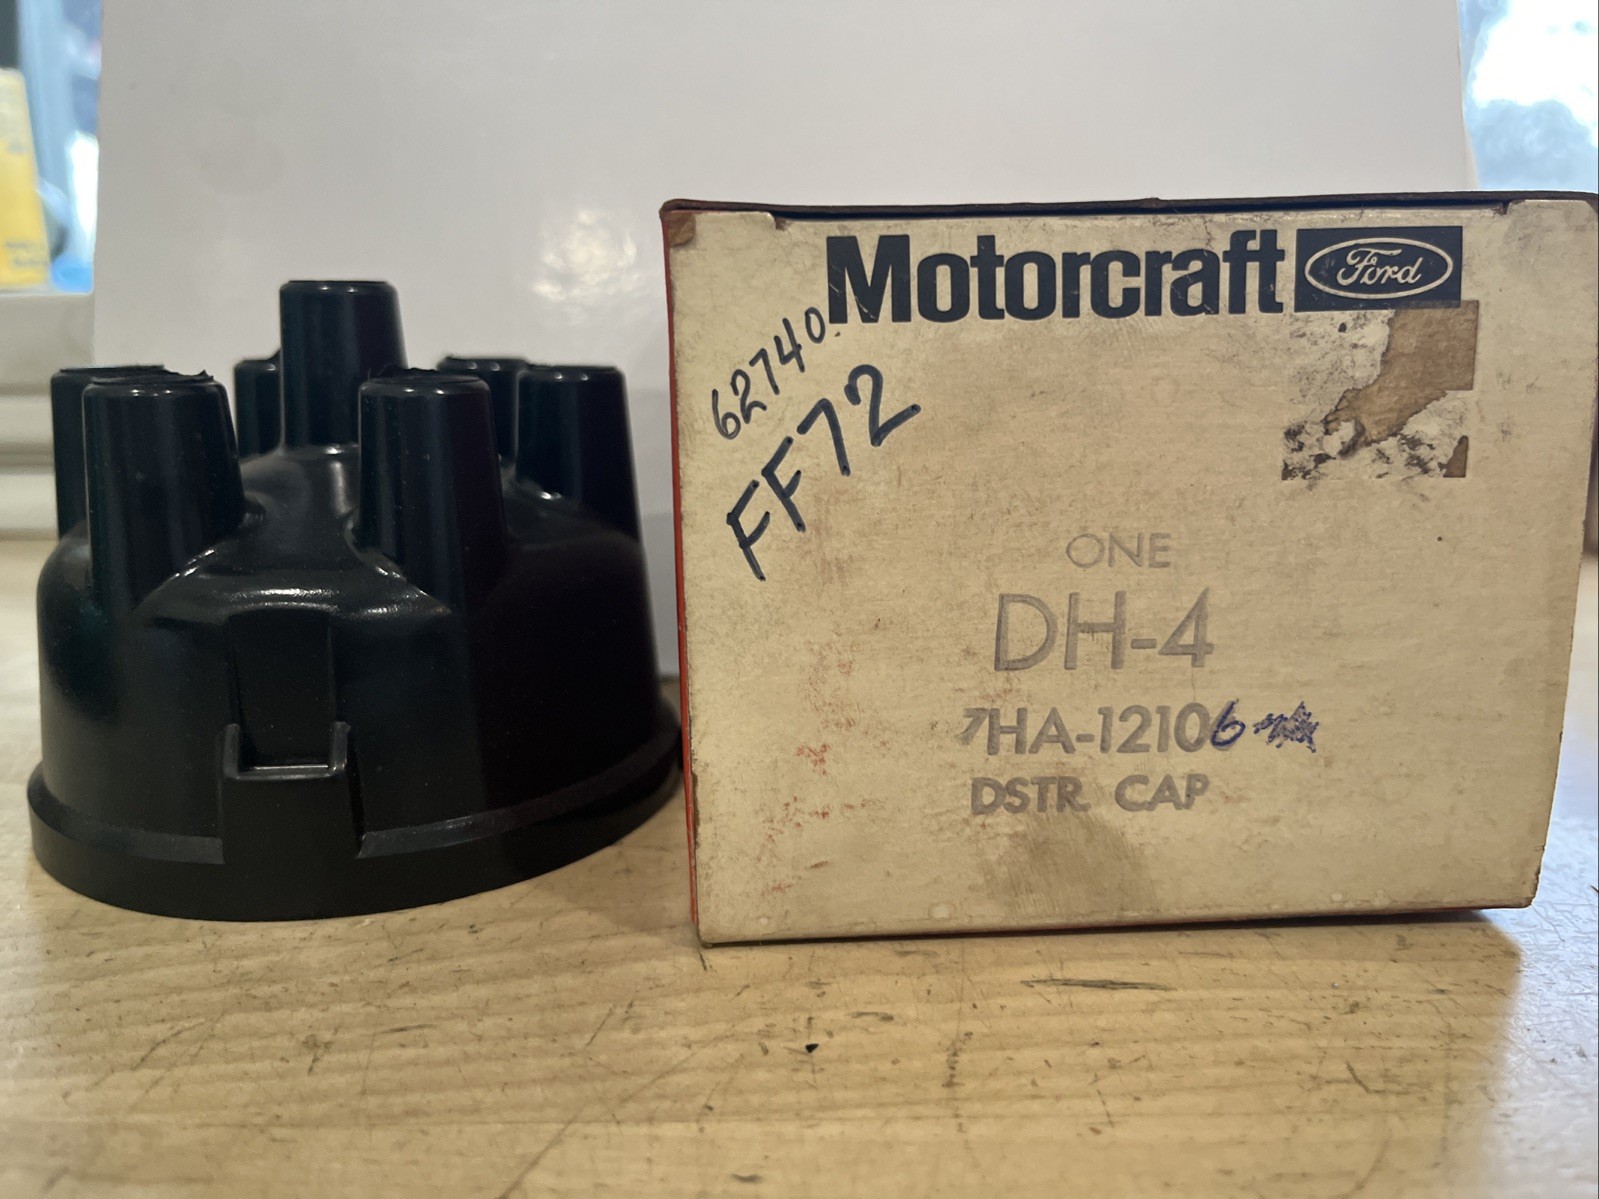 Motorcraft Ford
62740.
FF72
ONE
DH-4
7HA-12106
DSTR. CAP